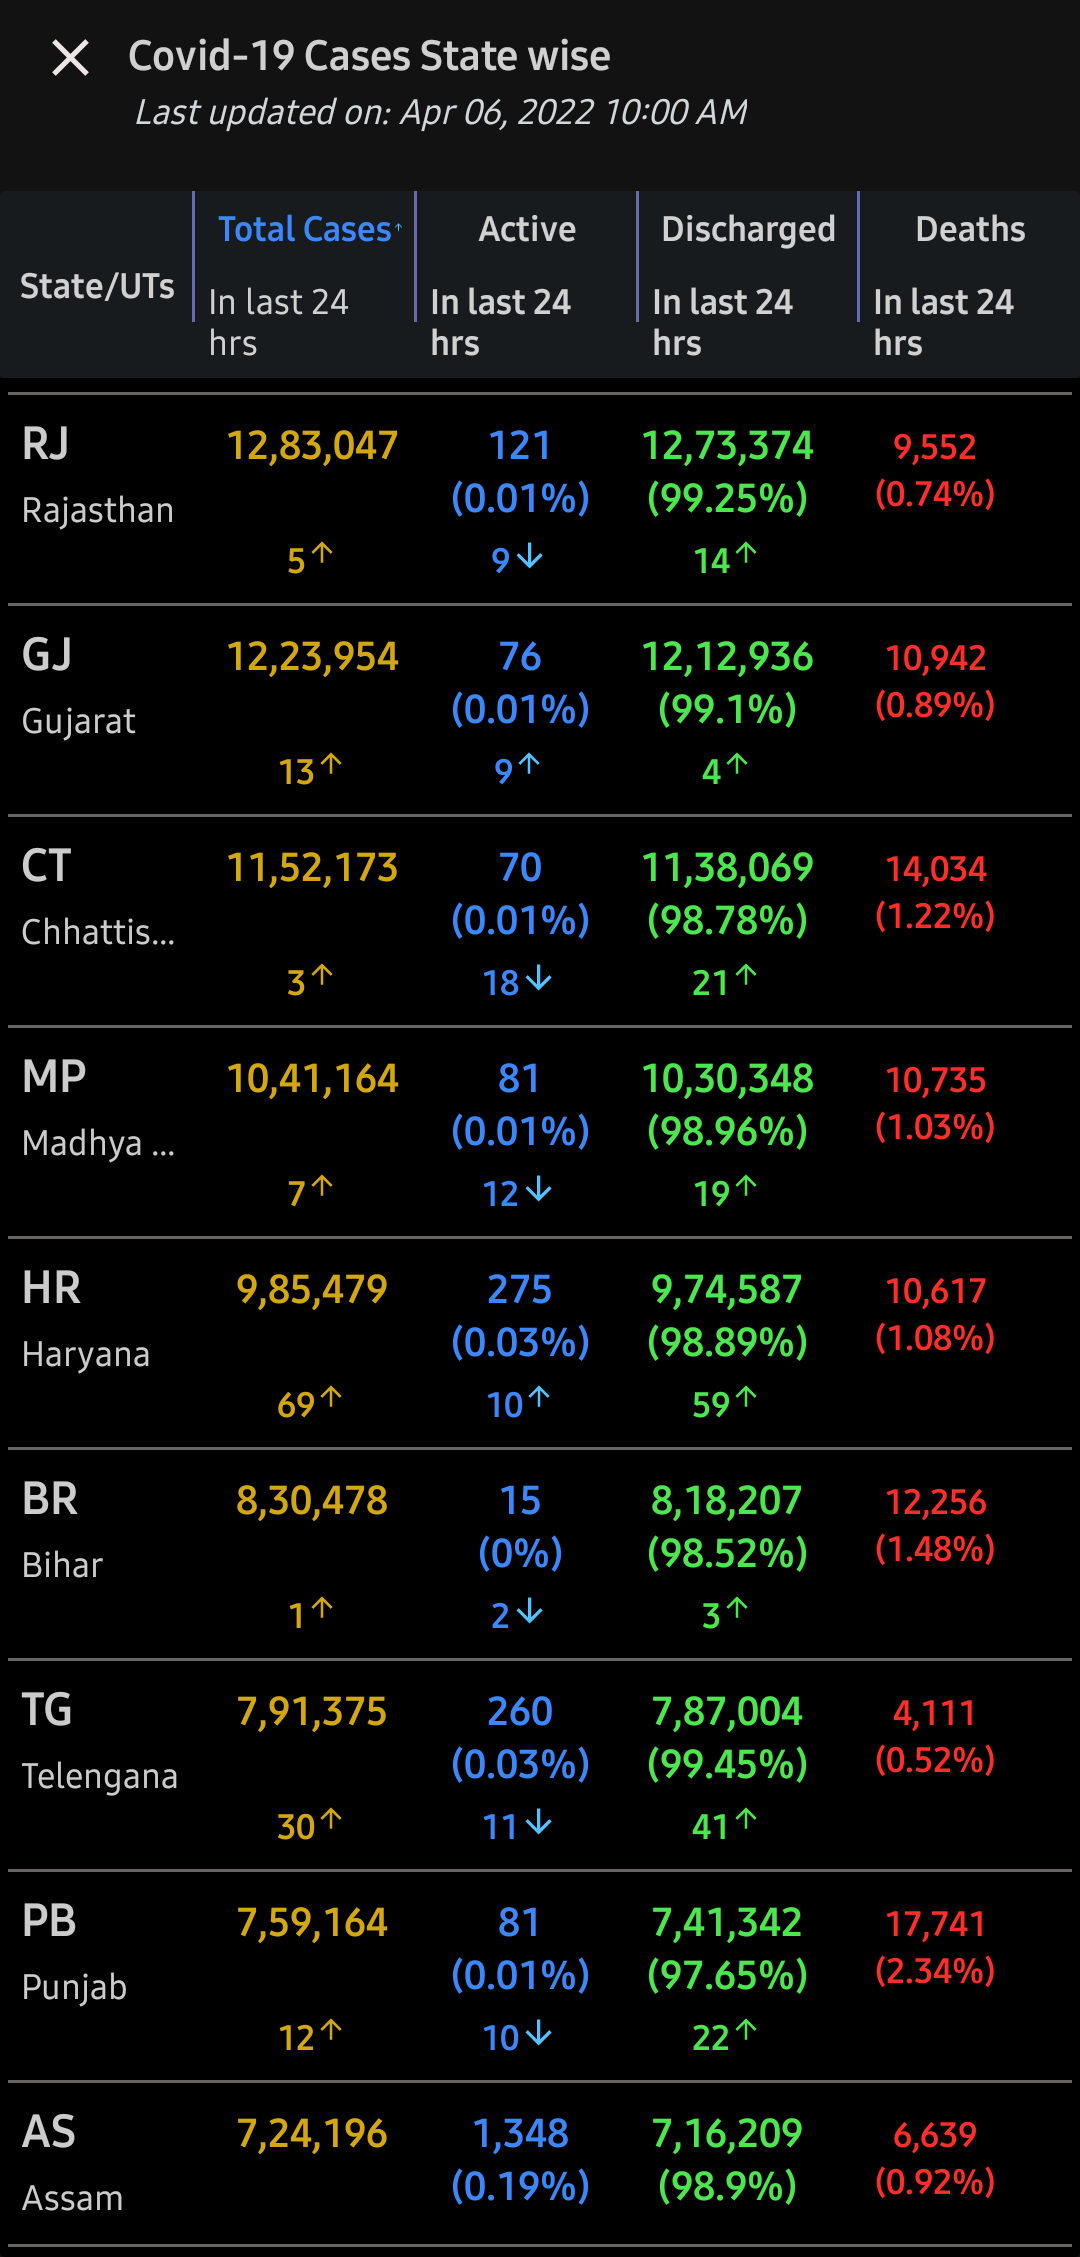 Covid-19 Cases State wise
Last updated on: Apr 06, 2022 10:00 AM
State/UTs
Total Cases↑ Active Discharged Deaths
In last 24 hrs In last 24 hrs In last 24 hrs In last 24 hrs
RJ 12,83,047 121 12,73,374 9,552
Rajasthan (0.01%) (99.25%) (0.74%)
5↑ 9↓ 14↑
GJ 12,23,954 76 12,12,936 10,942
Gujarat (0.01%) (99.1%) (0.89%)
13↑ 9↑ 4↑
CT 11,52,173 70 11,38,069 14,034
Chhattis... (0.01%) (98.78%) (1.22%)
3↑ 18↓ 21↑
MP 10,41,164 81 10,30,348 10,735
Madhya ... (0.01%) (98.96%) (1.03%)
7↑ 12↓ 19↑
HR 9,85,479 275 9,74,587 10,617
Haryana (0.03%) (98.89%) (1.08%)
69↑ 10↑ 59↑
BR 8,30,478 15 8,18,207 12,256
Bihar (0%) (98.52%) (1.48%)
1↑ 2↓ 3↑
TG 7,91,375 260 7,87,004 4,111
Telengana (0.03%) (99.45%) (0.52%)
30↑ 11↓ 41↑
PB 7,59,164 81 7,41,342 17,741
Punjab (0.01%) (97.65%) (2.34%)
12↑ 10↓ 22↑
AS 7,24,196 1,348 7,16,209 6,639
Assam (0.19%) (98.9%) (0.92%)